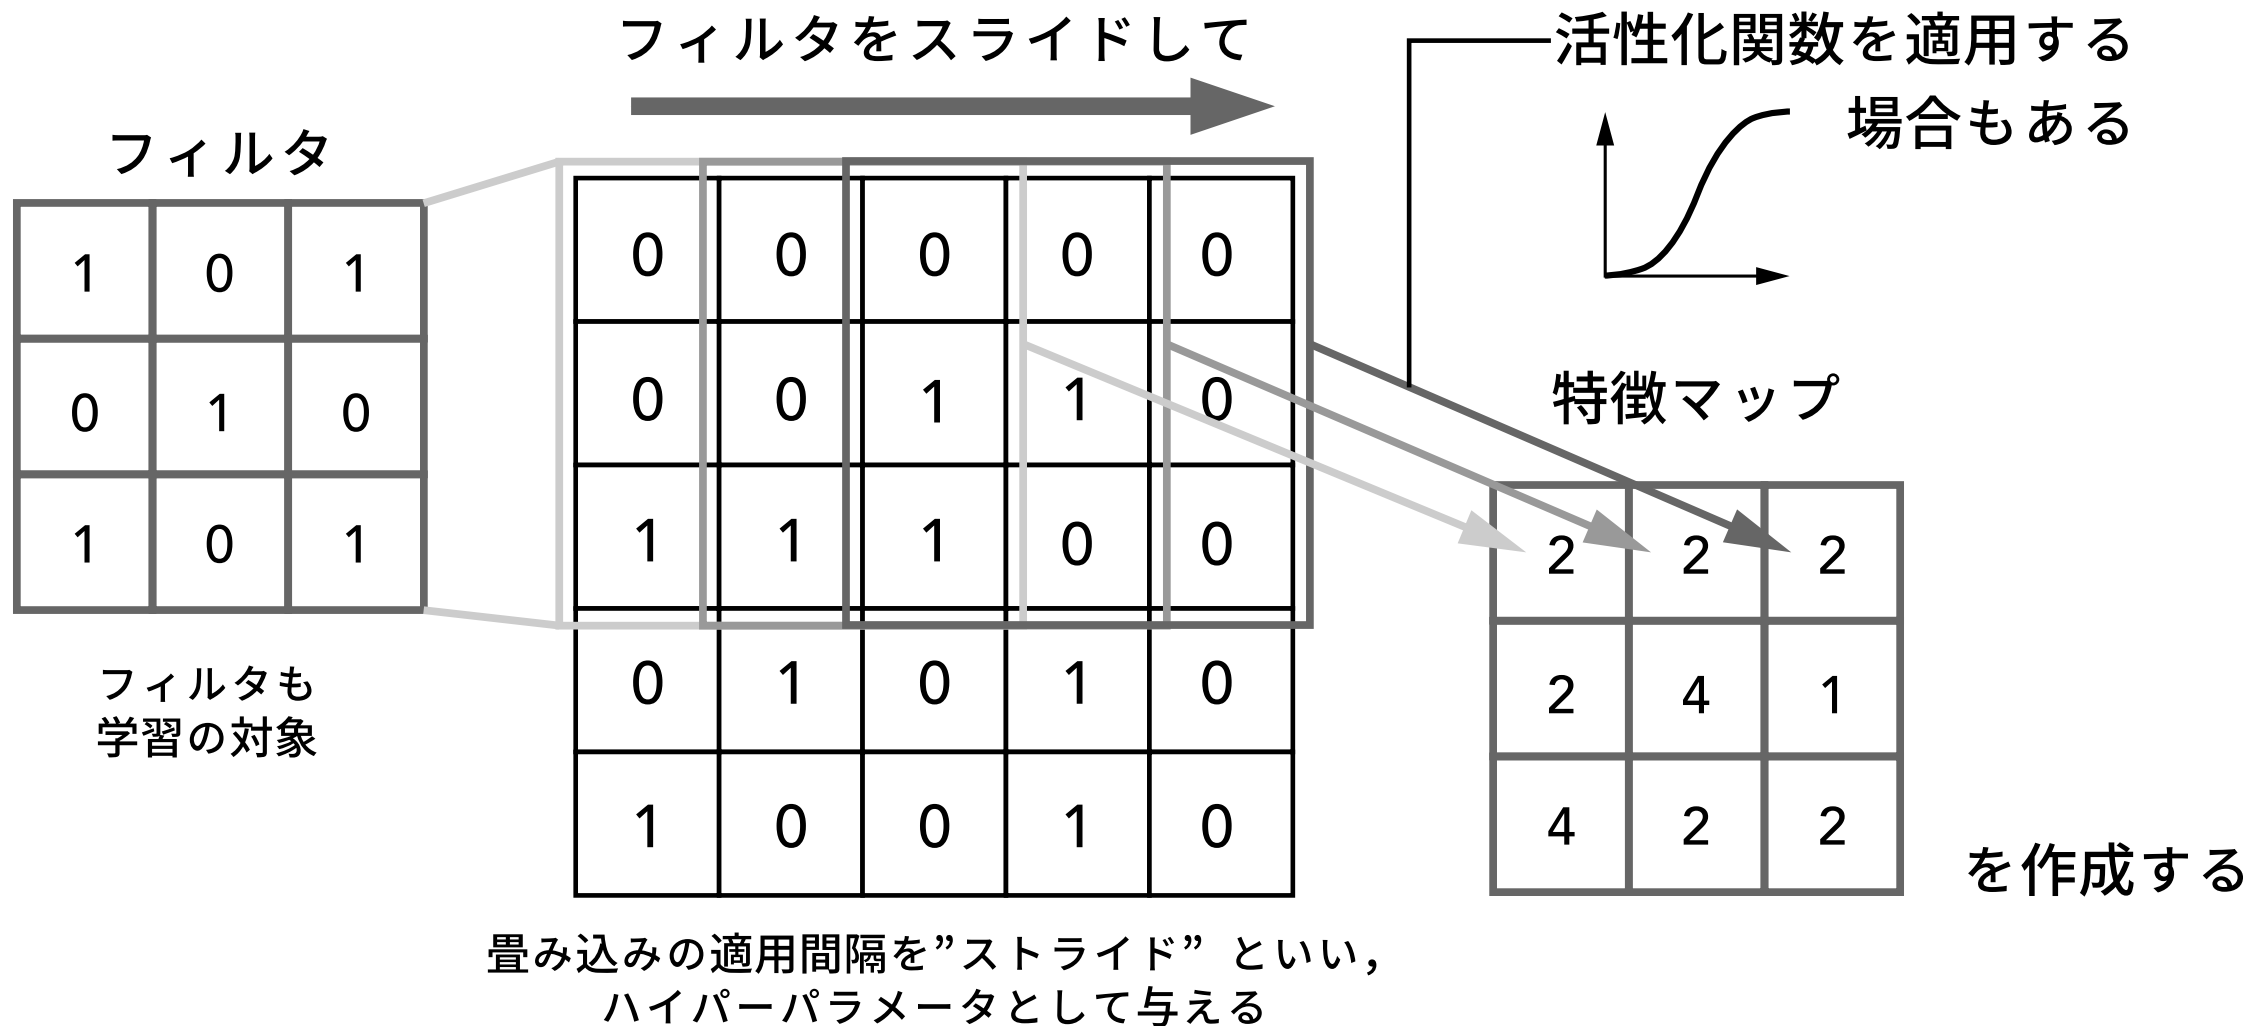 フィルタをスライドして
活性化関数を適用する
場合もある
フィルタ
1 0 1
0 1 0
1 0 1
フィルタも
学習の対象
0 0 0 0 0
0 0 1 1 0
1 1 1 0 0
0 1 0 1 0
1 0 0 1 0
特徴マップ
2 2 2
2 4 1
4 2 2
を作成する
畳み込みの適用間隔を”ストライド” といい，
ハイパーパラメータとして与える